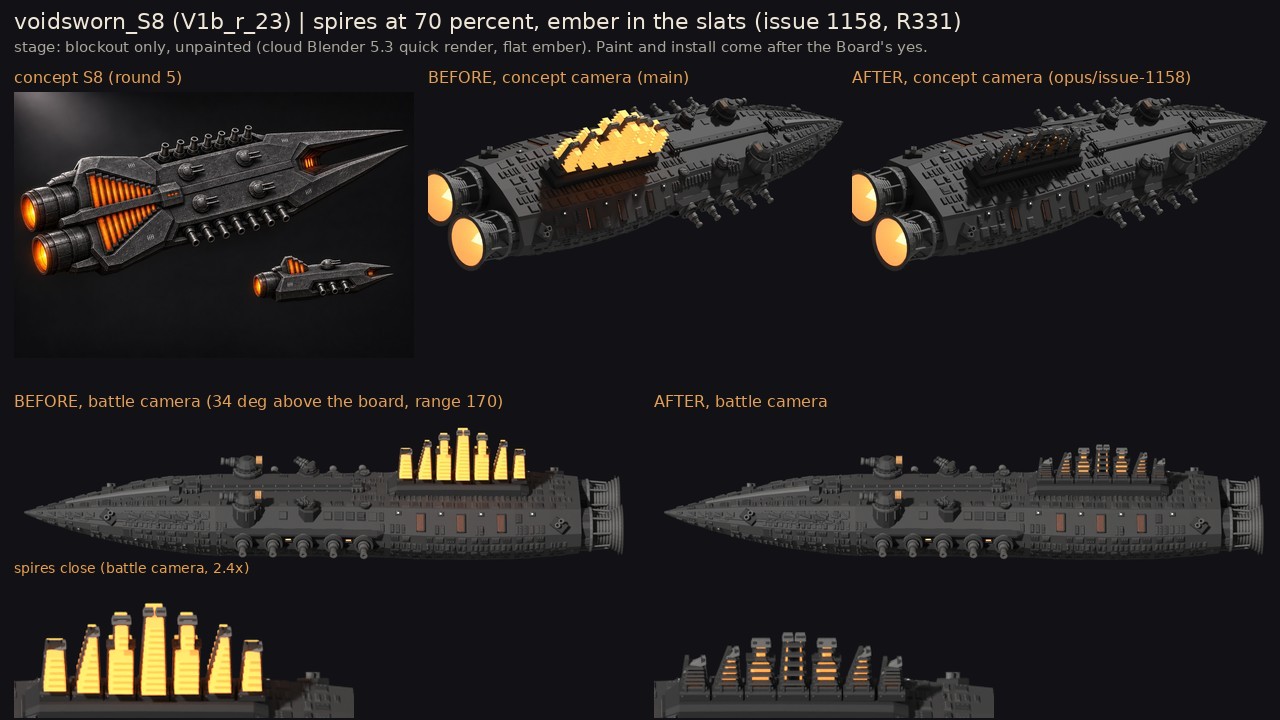 voidsworn_S8 (V1b_r_23) | spires at 70 percent, ember in the slats (issue 1158, R331)
stage: blockout only, unpainted (cloud Blender 5.3 quick render, flat ember). Paint and install come after the Board's yes.
concept S8 (round 5)
BEFORE, concept camera (main)
AFTER, concept camera (opus/issue-1158)
BEFORE, battle camera (34 deg above the board, range 170)
AFTER, battle camera
spires close (battle camera, 2.4x)